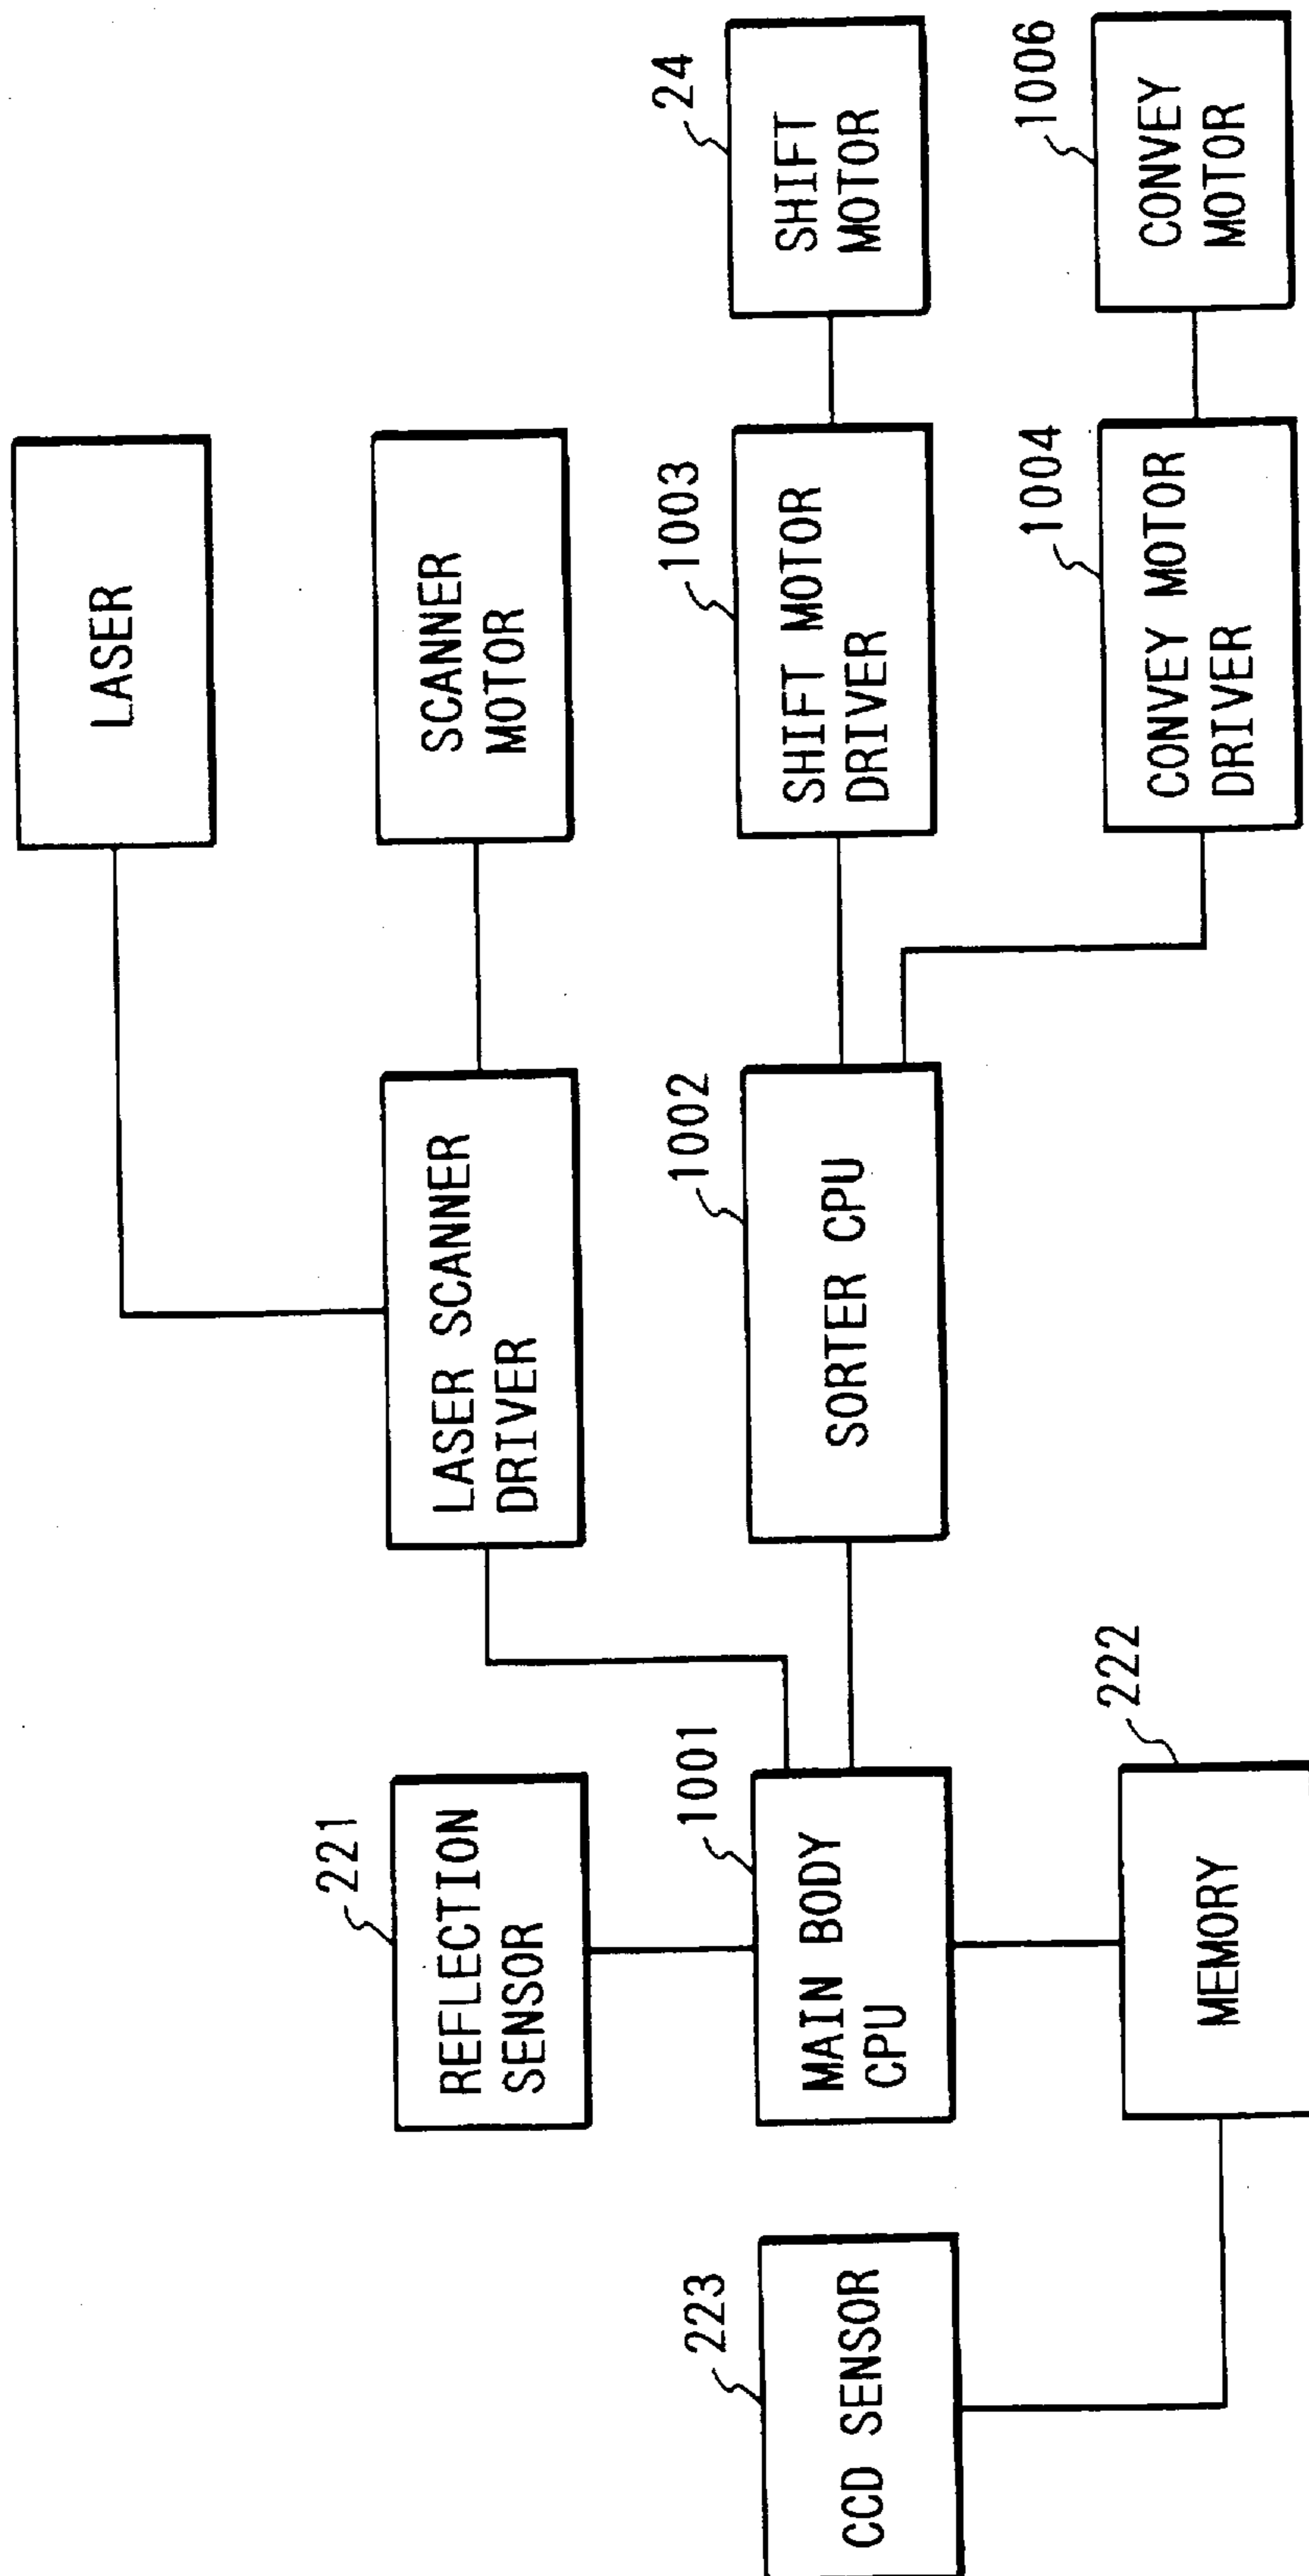 LASER
SCANNER
MOTOR
24
SHIFT
MOTOR
1006
CONVEY
MOTOR
LASER SCANNER
DRIVER
1003
SHIFT MOTOR
DRIVER
1004
CONVEY MOTOR
DRIVER
1002
SORTER CPU
221
REFLECTION
SENSOR
1001
MAIN BODY
CPU
222
MEMORY
223
CCD SENSOR